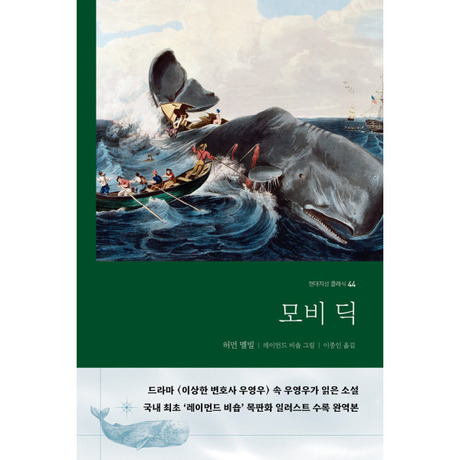 현대지성 클래식 44
모비 딕
허먼 멜빌 | 레이먼드 비숍 그림 | 이종인 옮김
드라마 〈이상한 변호사 우영우〉 속 우영우가 읽은 소설
국내 최초 ‘레이먼드 비숍’ 목판화 일러스트 수록 완역본